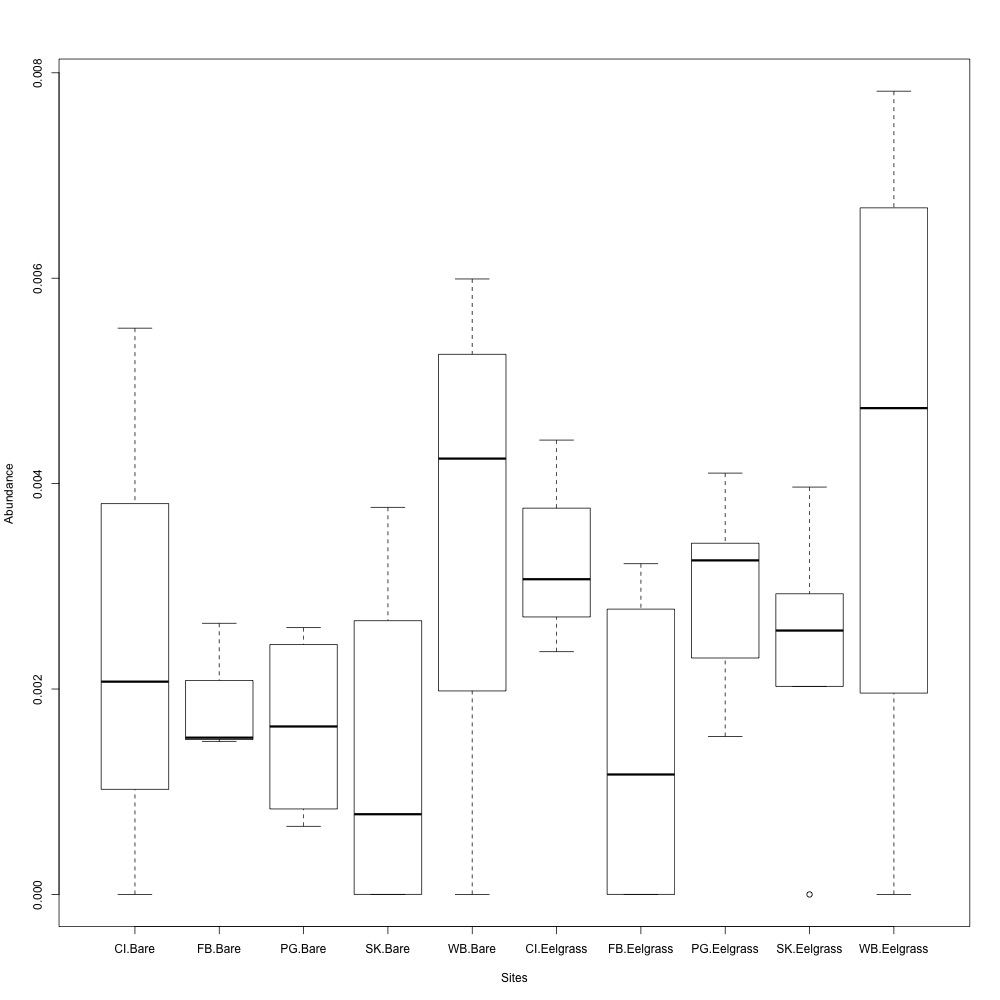 0.008
0.006
0.004
0.002
0.000
Abundance
CI.Bare FB.Bare PG.Bare SK.Bare WB.Bare CI.Eelgrass FB.Eelgrass PG.Eelgrass SK.Eelgrass WB.Eelgrass
Sites